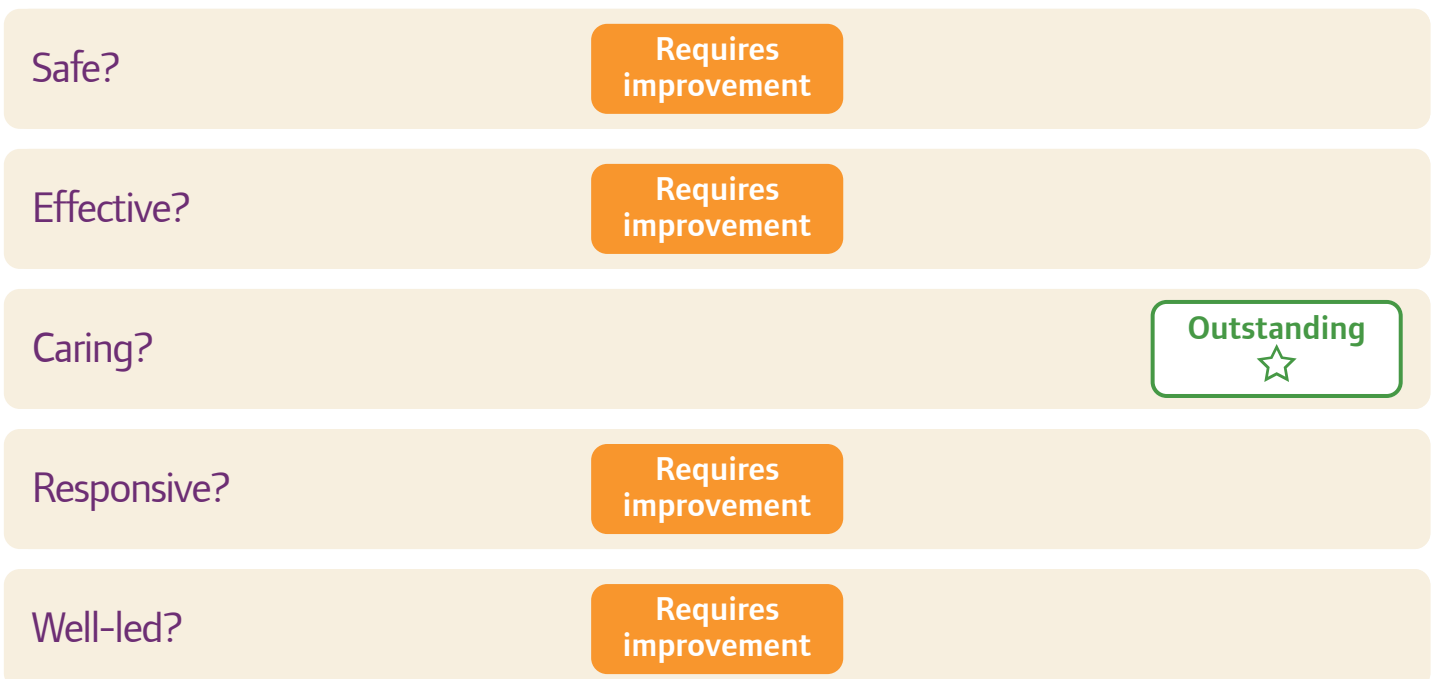 Safe?
Requires
improvement
Effective?
Requires
improvement
Caring?
Outstanding
Responsive?
Requires
improvement
Well-led?
Requires
improvement